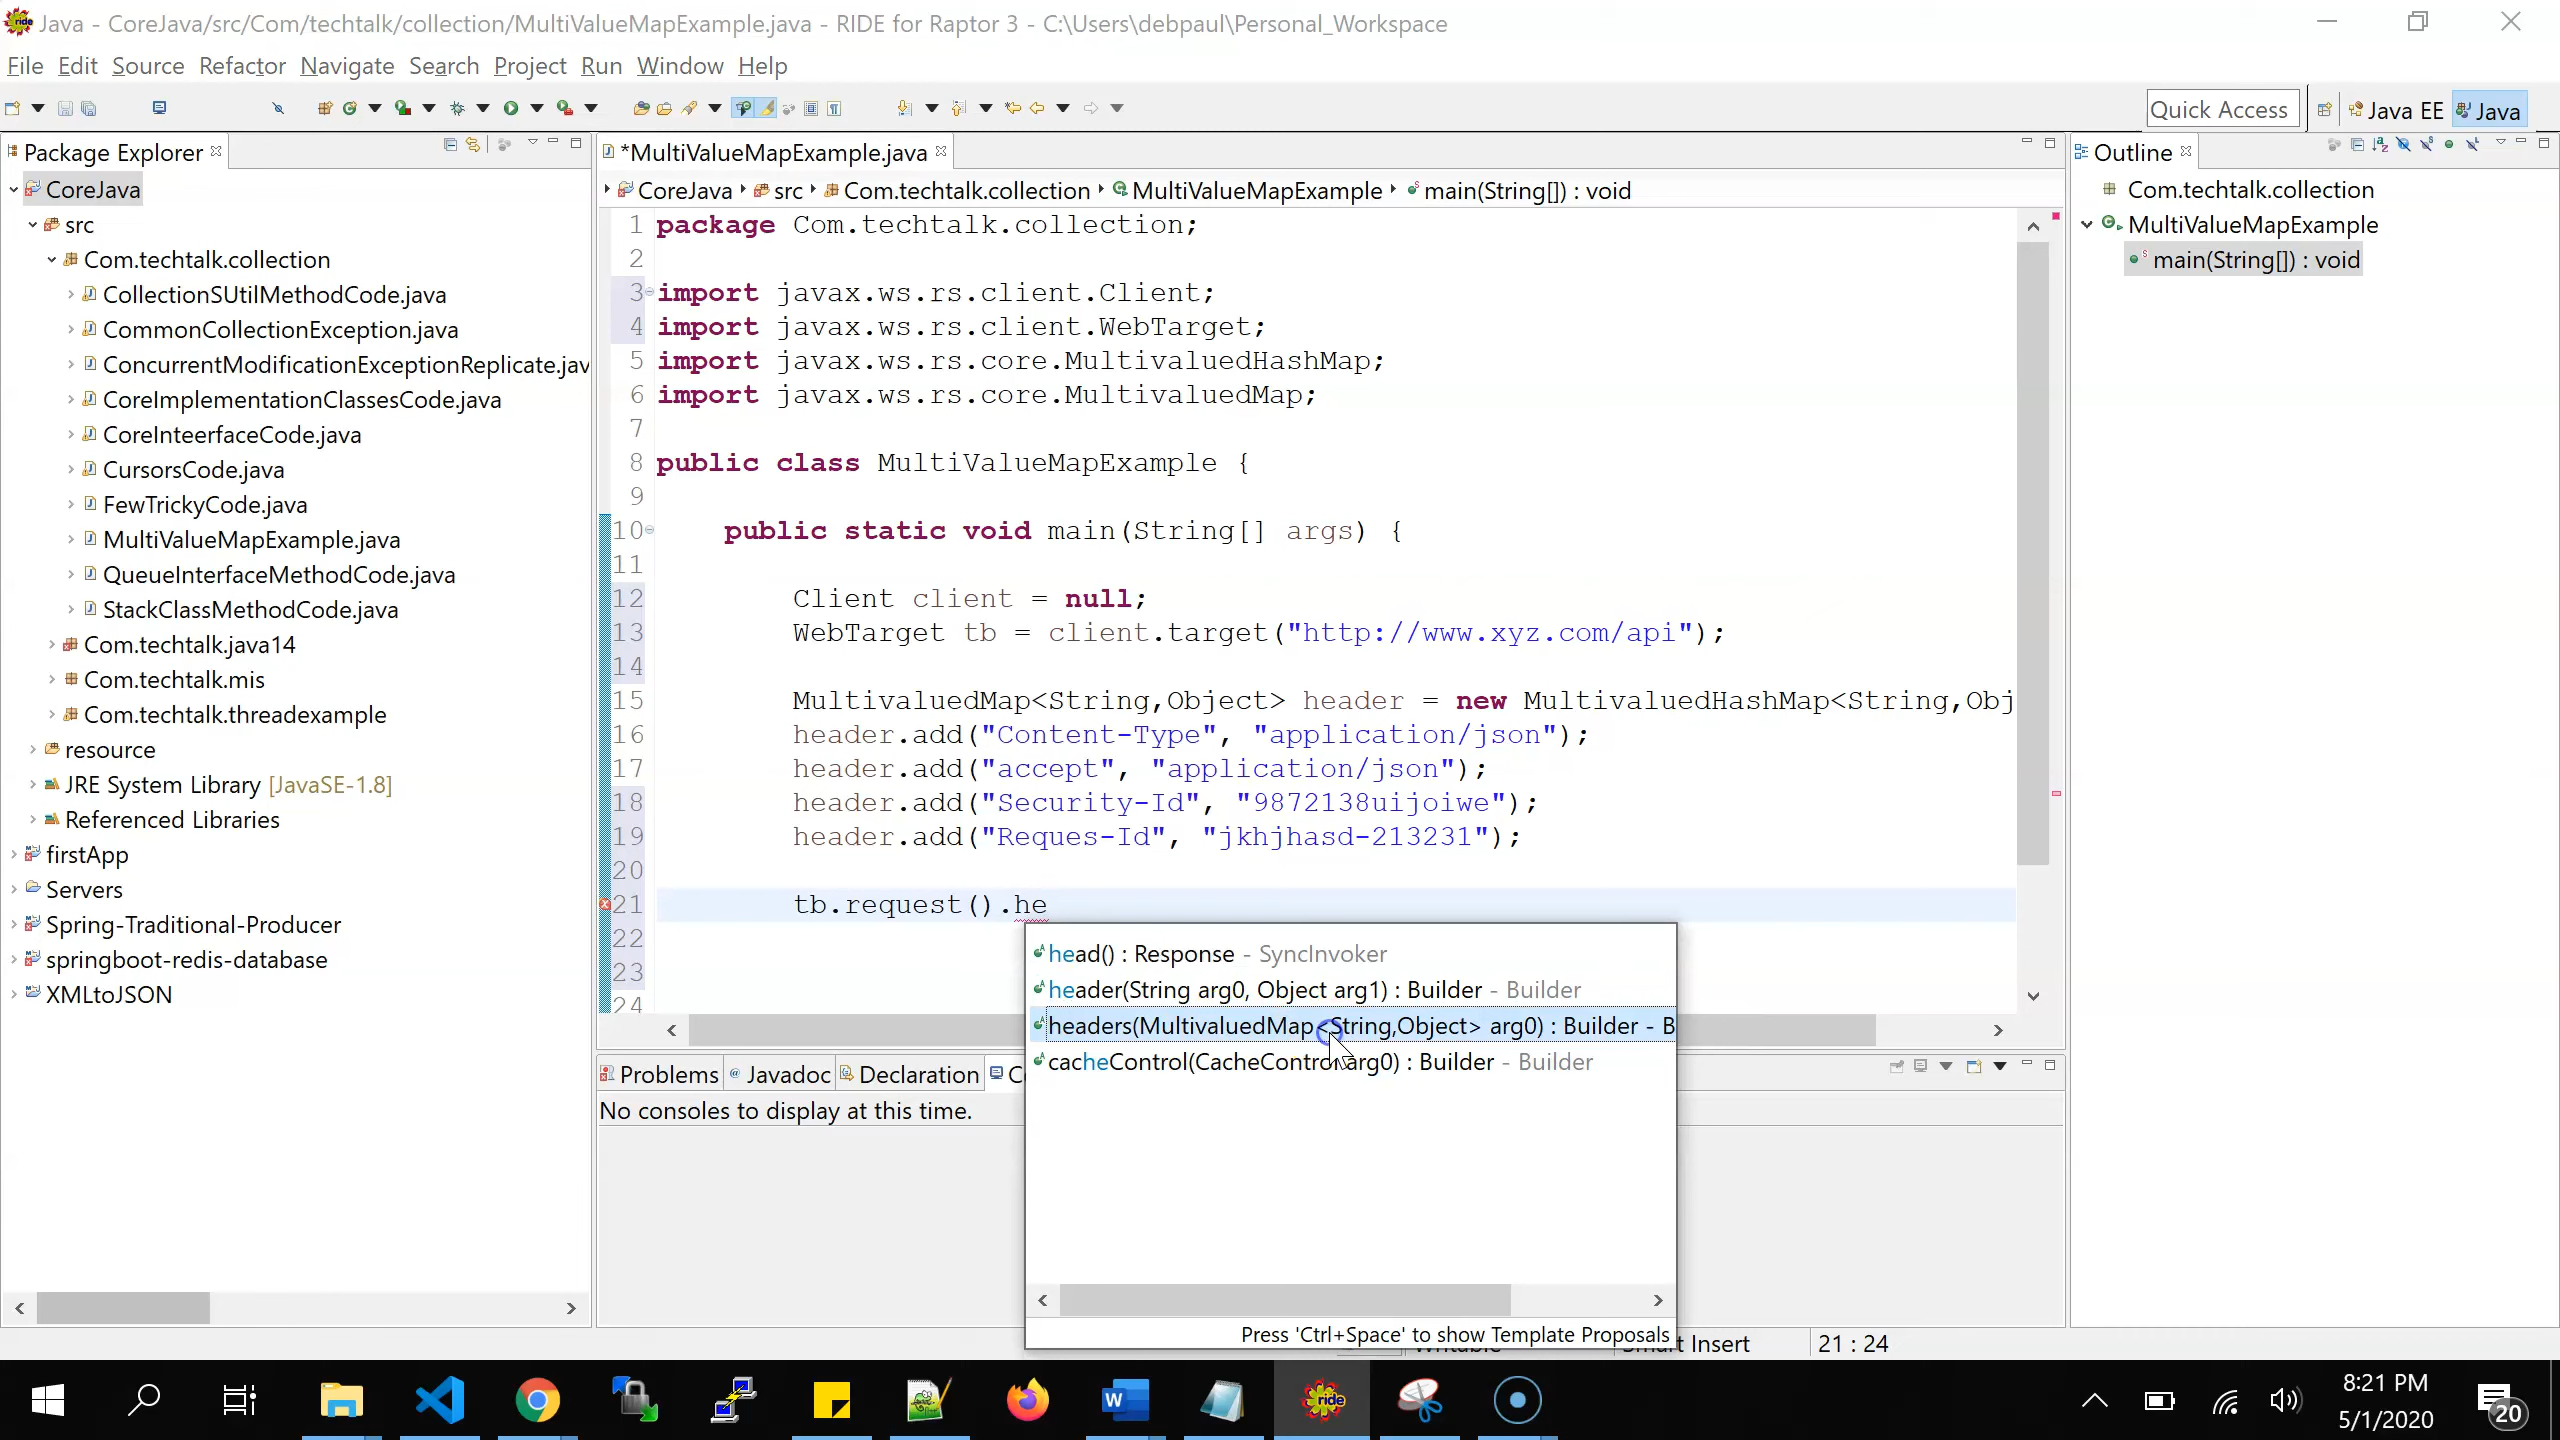 Java - CoreJava/src/Com/techtalk/collection/MultiValueMapExample.java - RIDE for Raptor 3 - C:\Users\debpaul\Personal_Workspace
File Edit Source Refactor Navigate Search Project Run Window Help
Quick Access
Java EE
Java
Package Explorer
CoreJava
src
Com.techtalk.collection
CollectionSUtilMethodCode.java
CommonCollectionException.java
ConcurrentModificationExceptionReplicate.jav
CoreImplementationClassesCode.java
CoreInteerfaceCode.java
CursorsCode.java
FewTrickyCode.java
MultiValueMapExample.java
QueueInterfaceMethodCode.java
StackClassMethodCode.java
Com.techtalk.java14
Com.techtalk.mis
Com.techtalk.threadexample
resource
JRE System Library [JavaSE-1.8]
Referenced Libraries
firstApp
Servers
Spring-Traditional-Producer
springboot-redis-database
XMLtoJSON
*MultiValueMapExample.java
CoreJava src Com.techtalk.collection MultiValueMapExample main(String[]) : void
1 package Com.techtalk.collection;
2
3 import javax.ws.rs.client.Client;
4 import javax.ws.rs.client.WebTarget;
5 import javax.ws.rs.core.MultivaluedHashMap;
6 import javax.ws.rs.core.MultivaluedMap;
7
8 public class MultiValueMapExample {
9
10 public static void main(String[] args) {
11
12 Client client = null;
13 WebTarget tb = client.target("http://www.xyz.com/api");
14
15 MultivaluedMap<String,Object> header = new MultivaluedHashMap<String,Obj
16 header.add("Content-Type", "application/json");
17 header.add("accept", "application/json");
18 header.add("Security-Id", "9872138uijoiwe");
19 header.add("Reques-Id", "jkhjhasd-213231");
20
21 tb.request().he
22
23
24
head() : Response - SyncInvoker
header(String arg0, Object arg1) : Builder - Builder
headers(MultivaluedMap<String,Object> arg0) : Builder - B
cacheControl(CacheControl arg0) : Builder - Builder
Press 'Ctrl+Space' to show Template Proposals
Problems Javadoc Declaration C
No consoles to display at this time.
Outline
Com.techtalk.collection
MultiValueMapExample
main(String[]) : void
Insert
21 : 24
ride
8:21 PM
5/1/2020
20